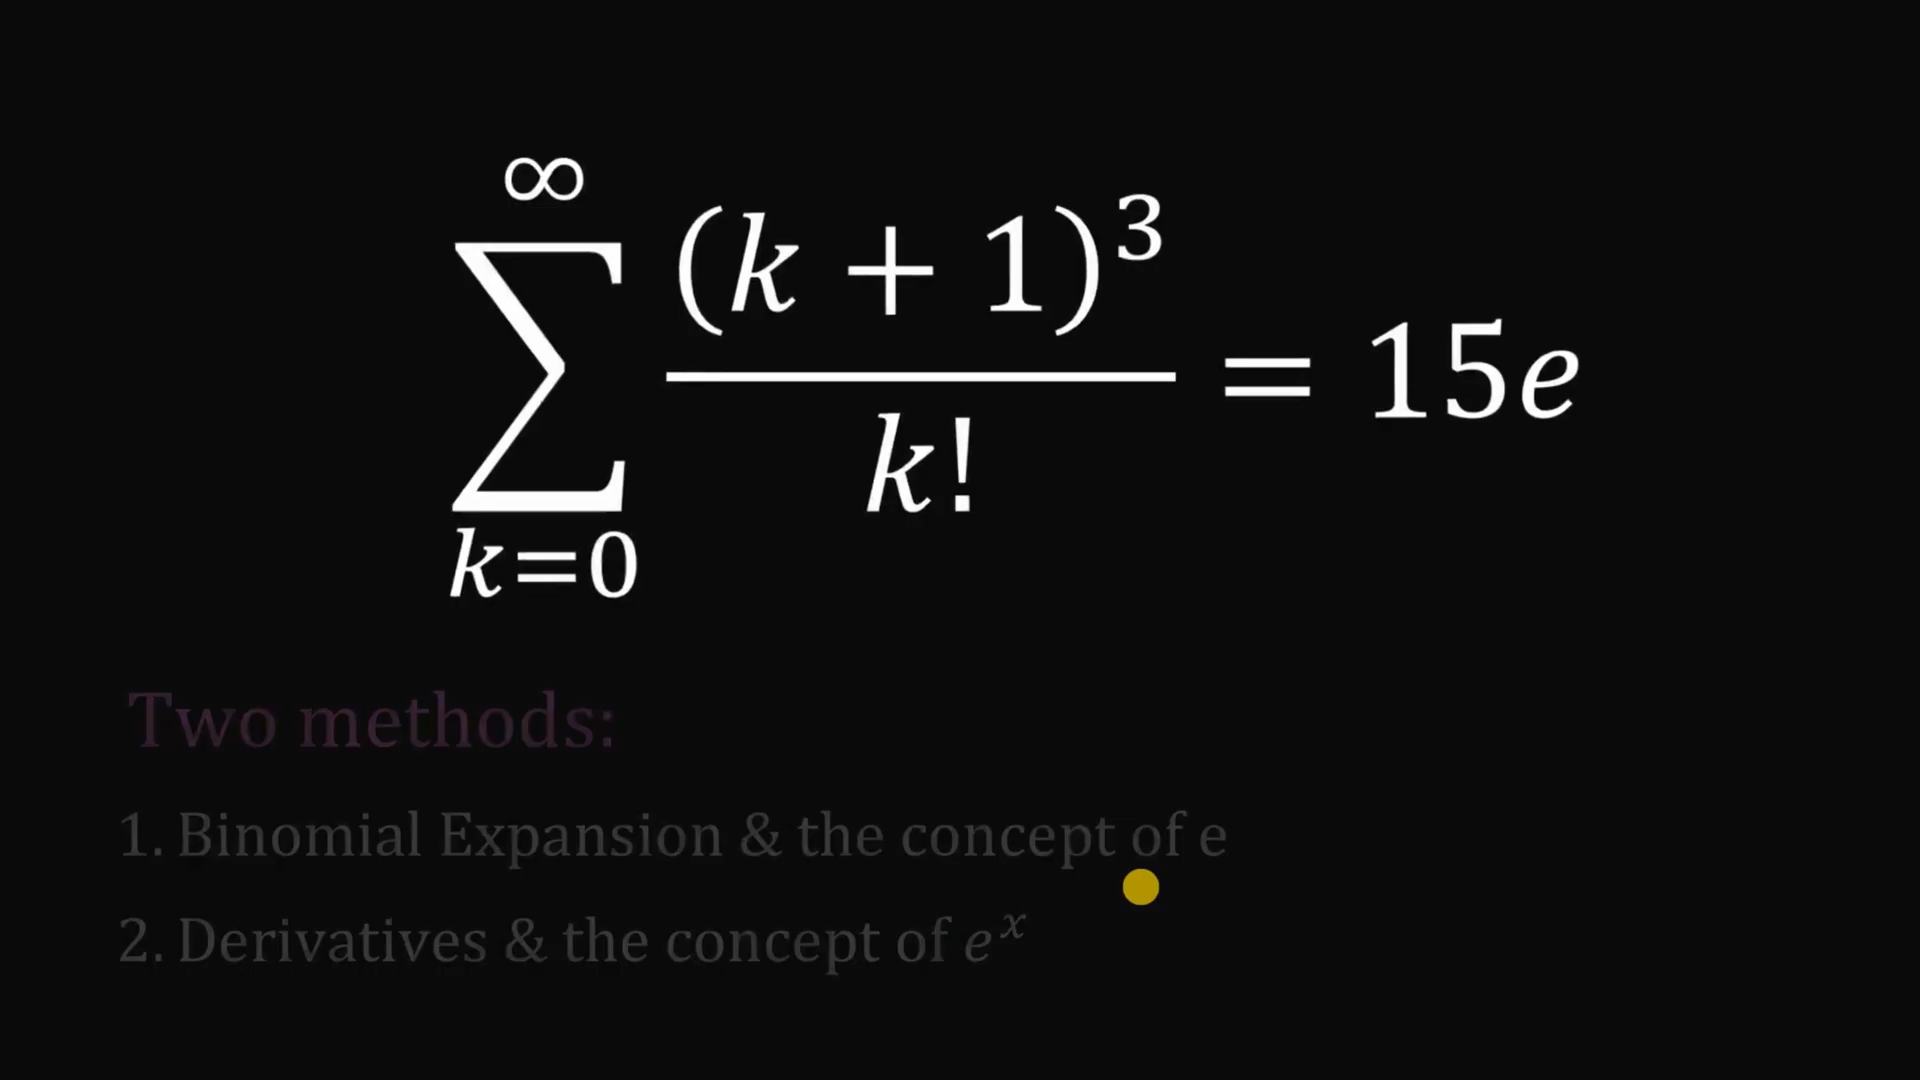 ∞
∑ (k + 1)³ / k! = 15e
k=0
Two methods:
1. Binomial Expansion & the concept of e
2. Derivatives & the concept of eˣ